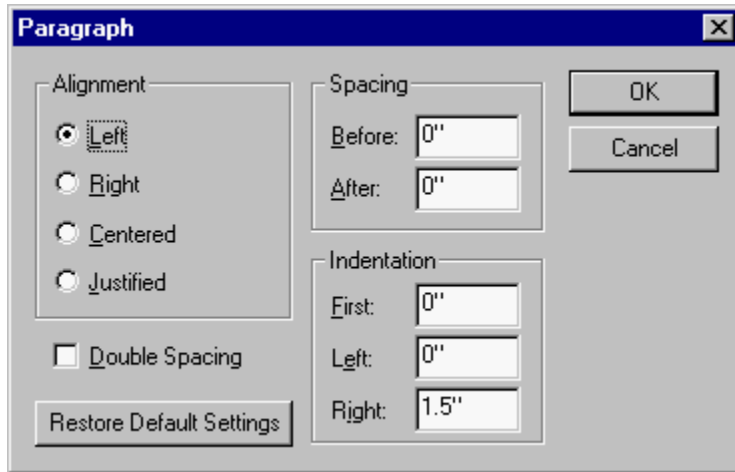 Paragraph
Alignment
Left
Right
Centered
Justified
Double Spacing
Restore Default Settings
Spacing
Before: 0"
After: 0"
Indentation
First: 0"
Left: 0"
Right: 1.5"
OK
Cancel